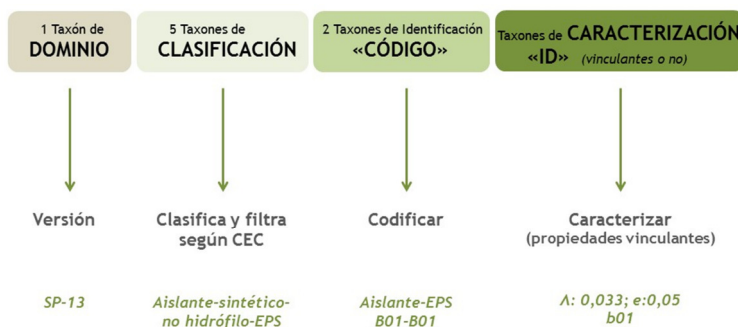 1 Taxón de
DOMINIO
5 Taxones de
CLASIFICACIÓN
2 Taxones de Identificación
«CÓDIGO»
Taxones de CARACTERIZACIÓN
«ID» (vinculantes o no)
Versión
Clasifica y filtra
según CEC
Codificar
Caracterizar
(propiedades vinculantes)
SP-13
Aislante-sintético-
no hidrófilo-EPS
Aislante-EPS
B01-B01
Λ: 0,033; e:0,05
b01